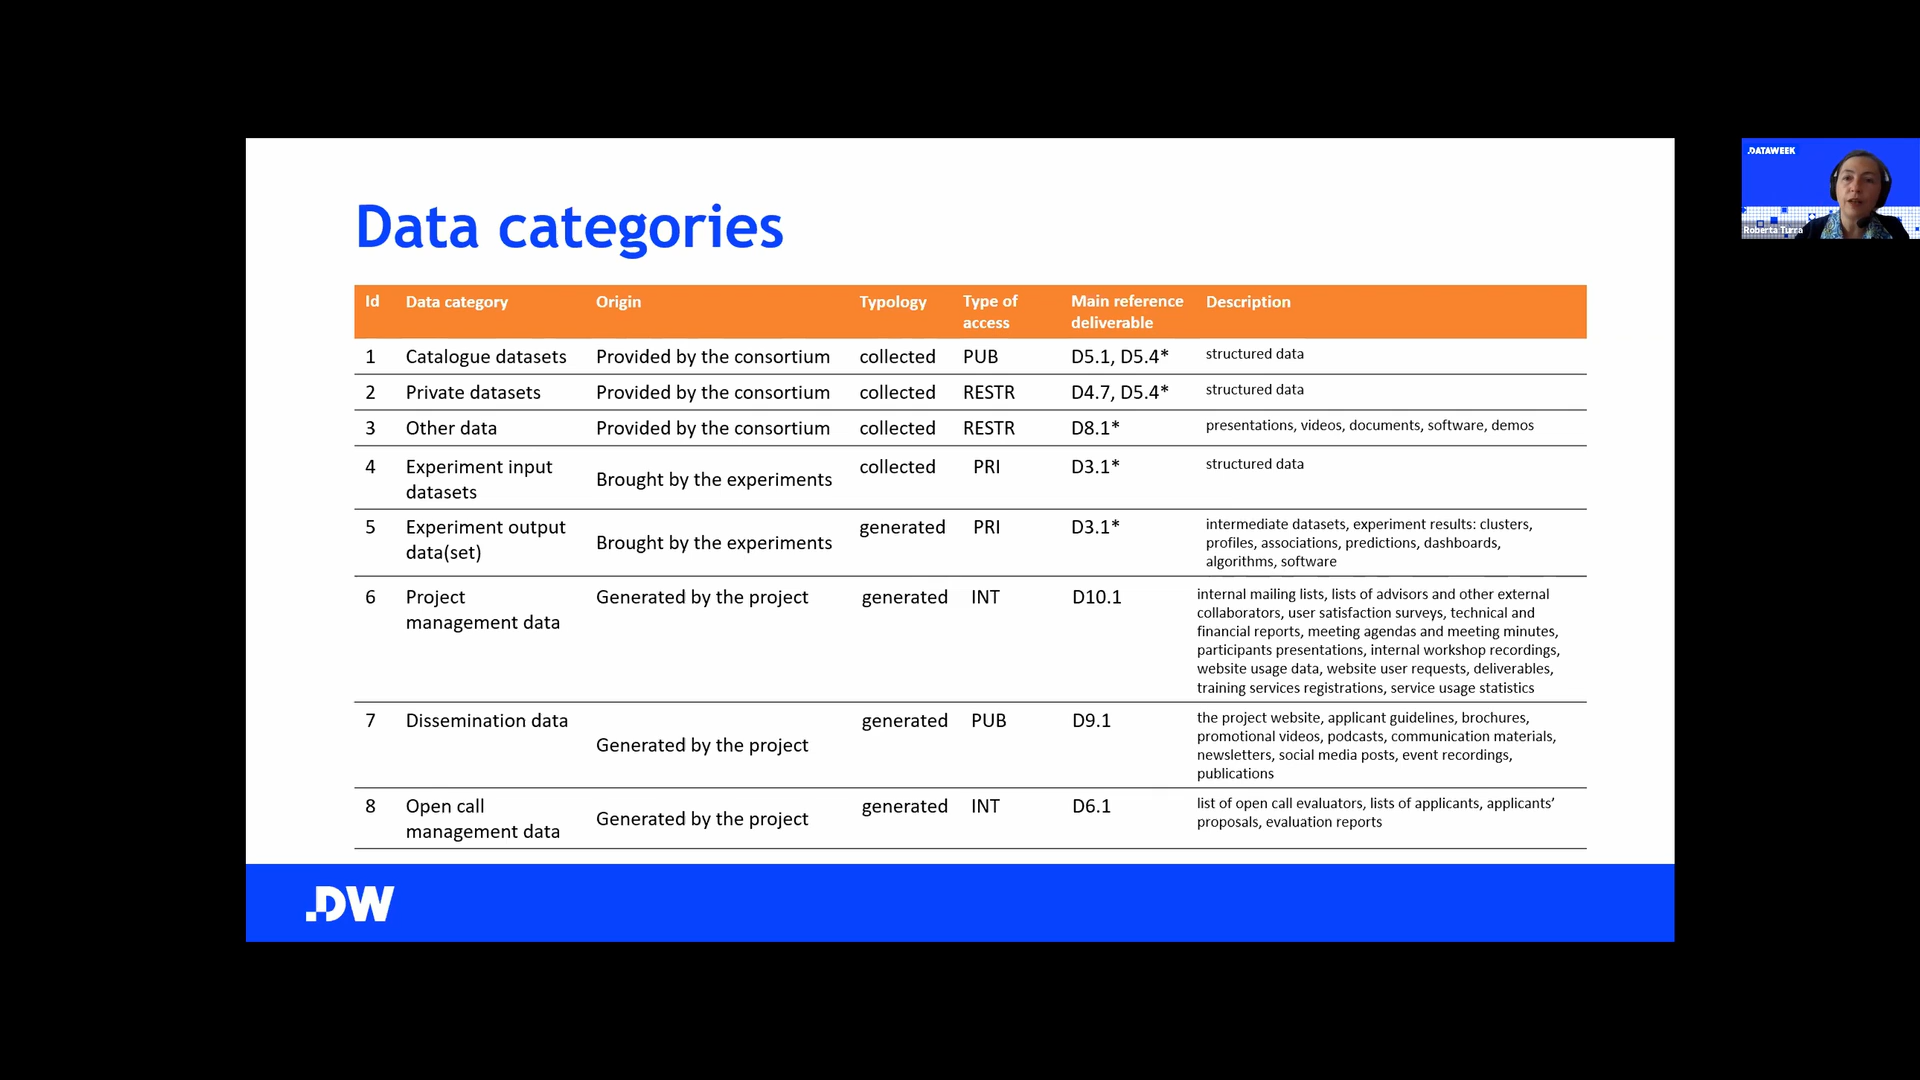 .DATAWEEK
Roberta Turra
Data categories
Id Data category Origin Typology Type of access Main reference deliverable Description
1 Catalogue datasets Provided by the consortium collected PUB D5.1, D5.4* structured data
2 Private datasets Provided by the consortium collected RESTR D4.7, D5.4* structured data
3 Other data Provided by the consortium collected RESTR D8.1* presentations, videos, documents, software, demos
4 Experiment input datasets Brought by the experiments collected PRI D3.1* structured data
5 Experiment output data(set) Brought by the experiments generated PRI D3.1* intermediate datasets, experiment results: clusters,
profiles, associations, predictions, dashboards,
algorithms, software
6 Project management data Generated by the project generated INT D10.1 internal mailing lists, lists of advisors and other external
collaborators, user satisfaction surveys, technical and
financial reports, meeting agendas and meeting minutes,
participants presentations, internal workshop recordings,
website usage data, website user requests, deliverables,
training services registrations, service usage statistics
7 Dissemination data Generated by the project generated PUB D9.1 the project website, applicant guidelines, brochures,
promotional videos, podcasts, communication materials,
newsletters, social media posts, event recordings,
publications
8 Open call management data Generated by the project generated INT D6.1 list of open call evaluators, lists of applicants, applicants’
proposals, evaluation reports
.DW